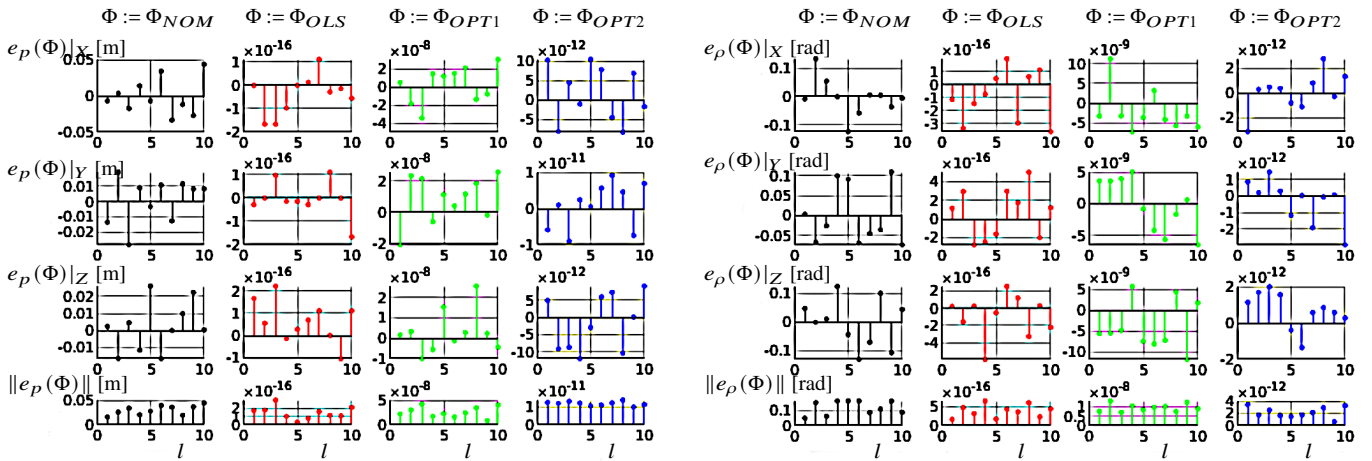 Φ := Φ_NOM Φ := Φ_OLS Φ := Φ_OPT1 Φ := Φ_OPT2 Φ := Φ_NOM Φ := Φ_OLS Φ := Φ_OPT1 Φ := Φ_OPT2
e_p(Φ)|_X [m] ×10⁻¹⁶ ×10⁻⁸ ×10⁻¹² e_ρ(Φ)|_X [rad] ×10⁻¹⁶ ×10⁻⁹ ×10⁻¹²
0.05 0 -0.05
1 0 -1 -2
2 0 -2 -4
10 5 0 -5
0.1 0 -0.1
1 0 -1 -2 -3
10 5 0 -5
2 0 -2
0 5 10 0 5 10 0 5 10 0 5 10 0 5 10 0 5 10 0 5 10 0 5 10
e_p(Φ)|_Y [m] ×10⁻¹⁶ ×10⁻⁸ ×10⁻¹¹ e_ρ(Φ)|_Y [rad] ×10⁻¹⁶ ×10⁻⁹ ×10⁻¹²
0.01 0 -0.01 -0.02
1 0 -1 -2
2 0 -2
1 0 -1
0.1 0.05 0 -0.05
4 2 0 -2
5 0 -5
1 0 -1 -2 -3
0 5 10 0 5 10 0 5 10 0 5 10 0 5 10 0 5 10 0 5 10 0 5 10
e_p(Φ)|_Z [m] ×10⁻¹⁶ ×10⁻⁸ ×10⁻¹² e_ρ(Φ)|_Z [rad] ×10⁻¹⁶ ×10⁻⁹ ×10⁻¹²
0.02 0.01 0 -0.01
2 1 0 -1
2 1 0 -1
5 0 -5 -10
0.1 0 -0.1
2 0 -2 -4
5 0 -5 -10
2 0 -2
0 5 10 0 5 10 0 5 10 0 5 10 0 5 10 0 5 10 0 5 10 0 5 10
‖e_p(Φ)‖ [m] ×10⁻¹⁶ ×10⁻⁸ ×10⁻¹¹ ‖e_ρ(Φ)‖ [rad] ×10⁻¹⁶ ×10⁻⁸ ×10⁻¹²
0.05 0
2 1 0
5 0
1 0
0.1 0
5 0
1 0.5 0
4 2 0
0 5 10 0 5 10 0 5 10 0 5 10 0 5 10 0 5 10 0 5 10 0 5 10
l l l l l l l l